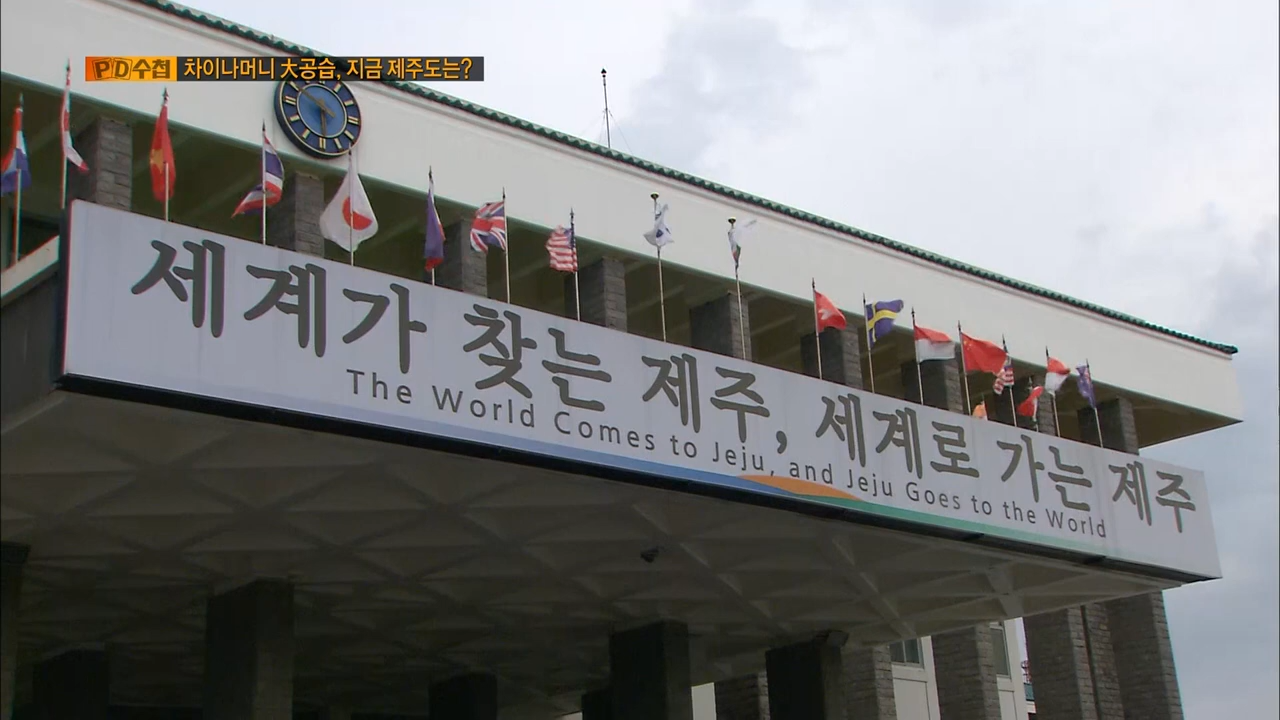 PD수첩 차이나머니 大공습, 지금 제주도는?
세계가 찾는 제주, 세계로 가는 제주
The World Comes to Jeju, and Jeju Goes to the World